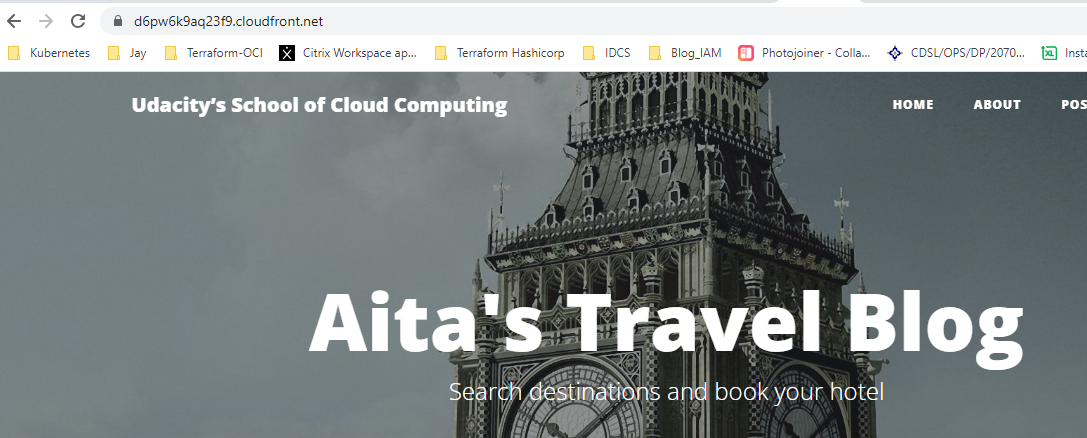 d6pw6k9aq23f9.cloudfront.net
Kubernetes Jay Terraform-OCI Citrix Workspace ap... Terraform Hashicorp IDCS Blog_IAM Photojoiner - Colla... CDSL/OPS/DP/2070... Insta
Udacity’s School of Cloud Computing HOME ABOUT POS
Aita's Travel Blog
Search destinations and book your hotel